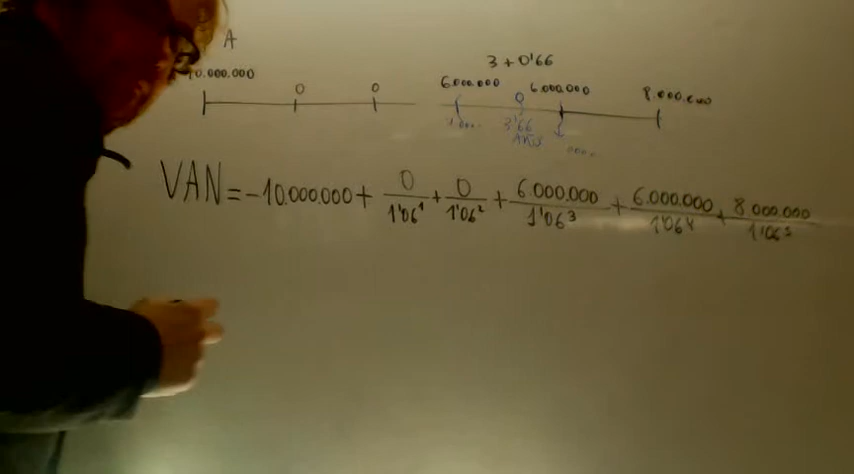 A
3 + 0'66
10.000.000 0 0 6.000.000 0 6.000.000 8.000.000
3'66
AÑOS
VAN = -10.000.000 + 0/1'06¹ + 0/1'06² + 6.000.000/1'06³ + 6.000.000/1'06⁴ + 8.000.000/1'06⁵